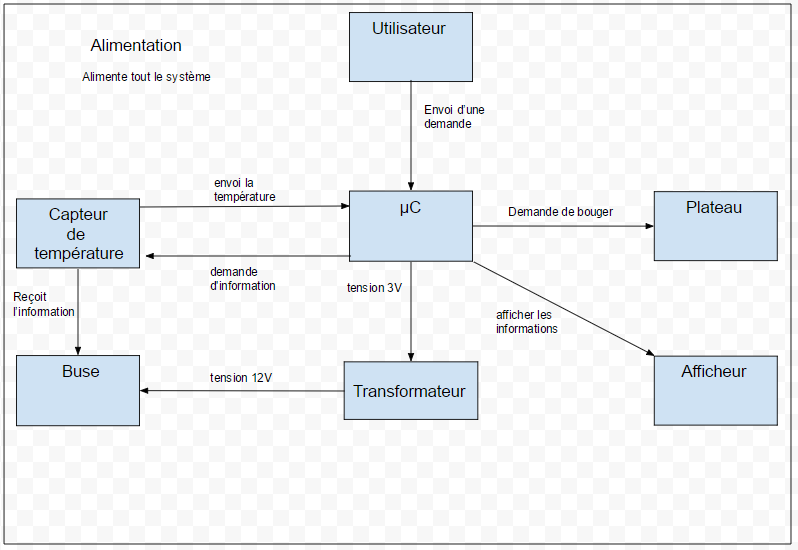 Utilisateur
Alimentation
Alimente tout le système
Envoi d'une
demande
envoi la
température
Capteur
de
température
µC
Demande de bouger
Plateau
demande
d'information
tension 3V
Reçoit
l'information
afficher les
informations
Buse
tension 12V
Transformateur
Afficheur